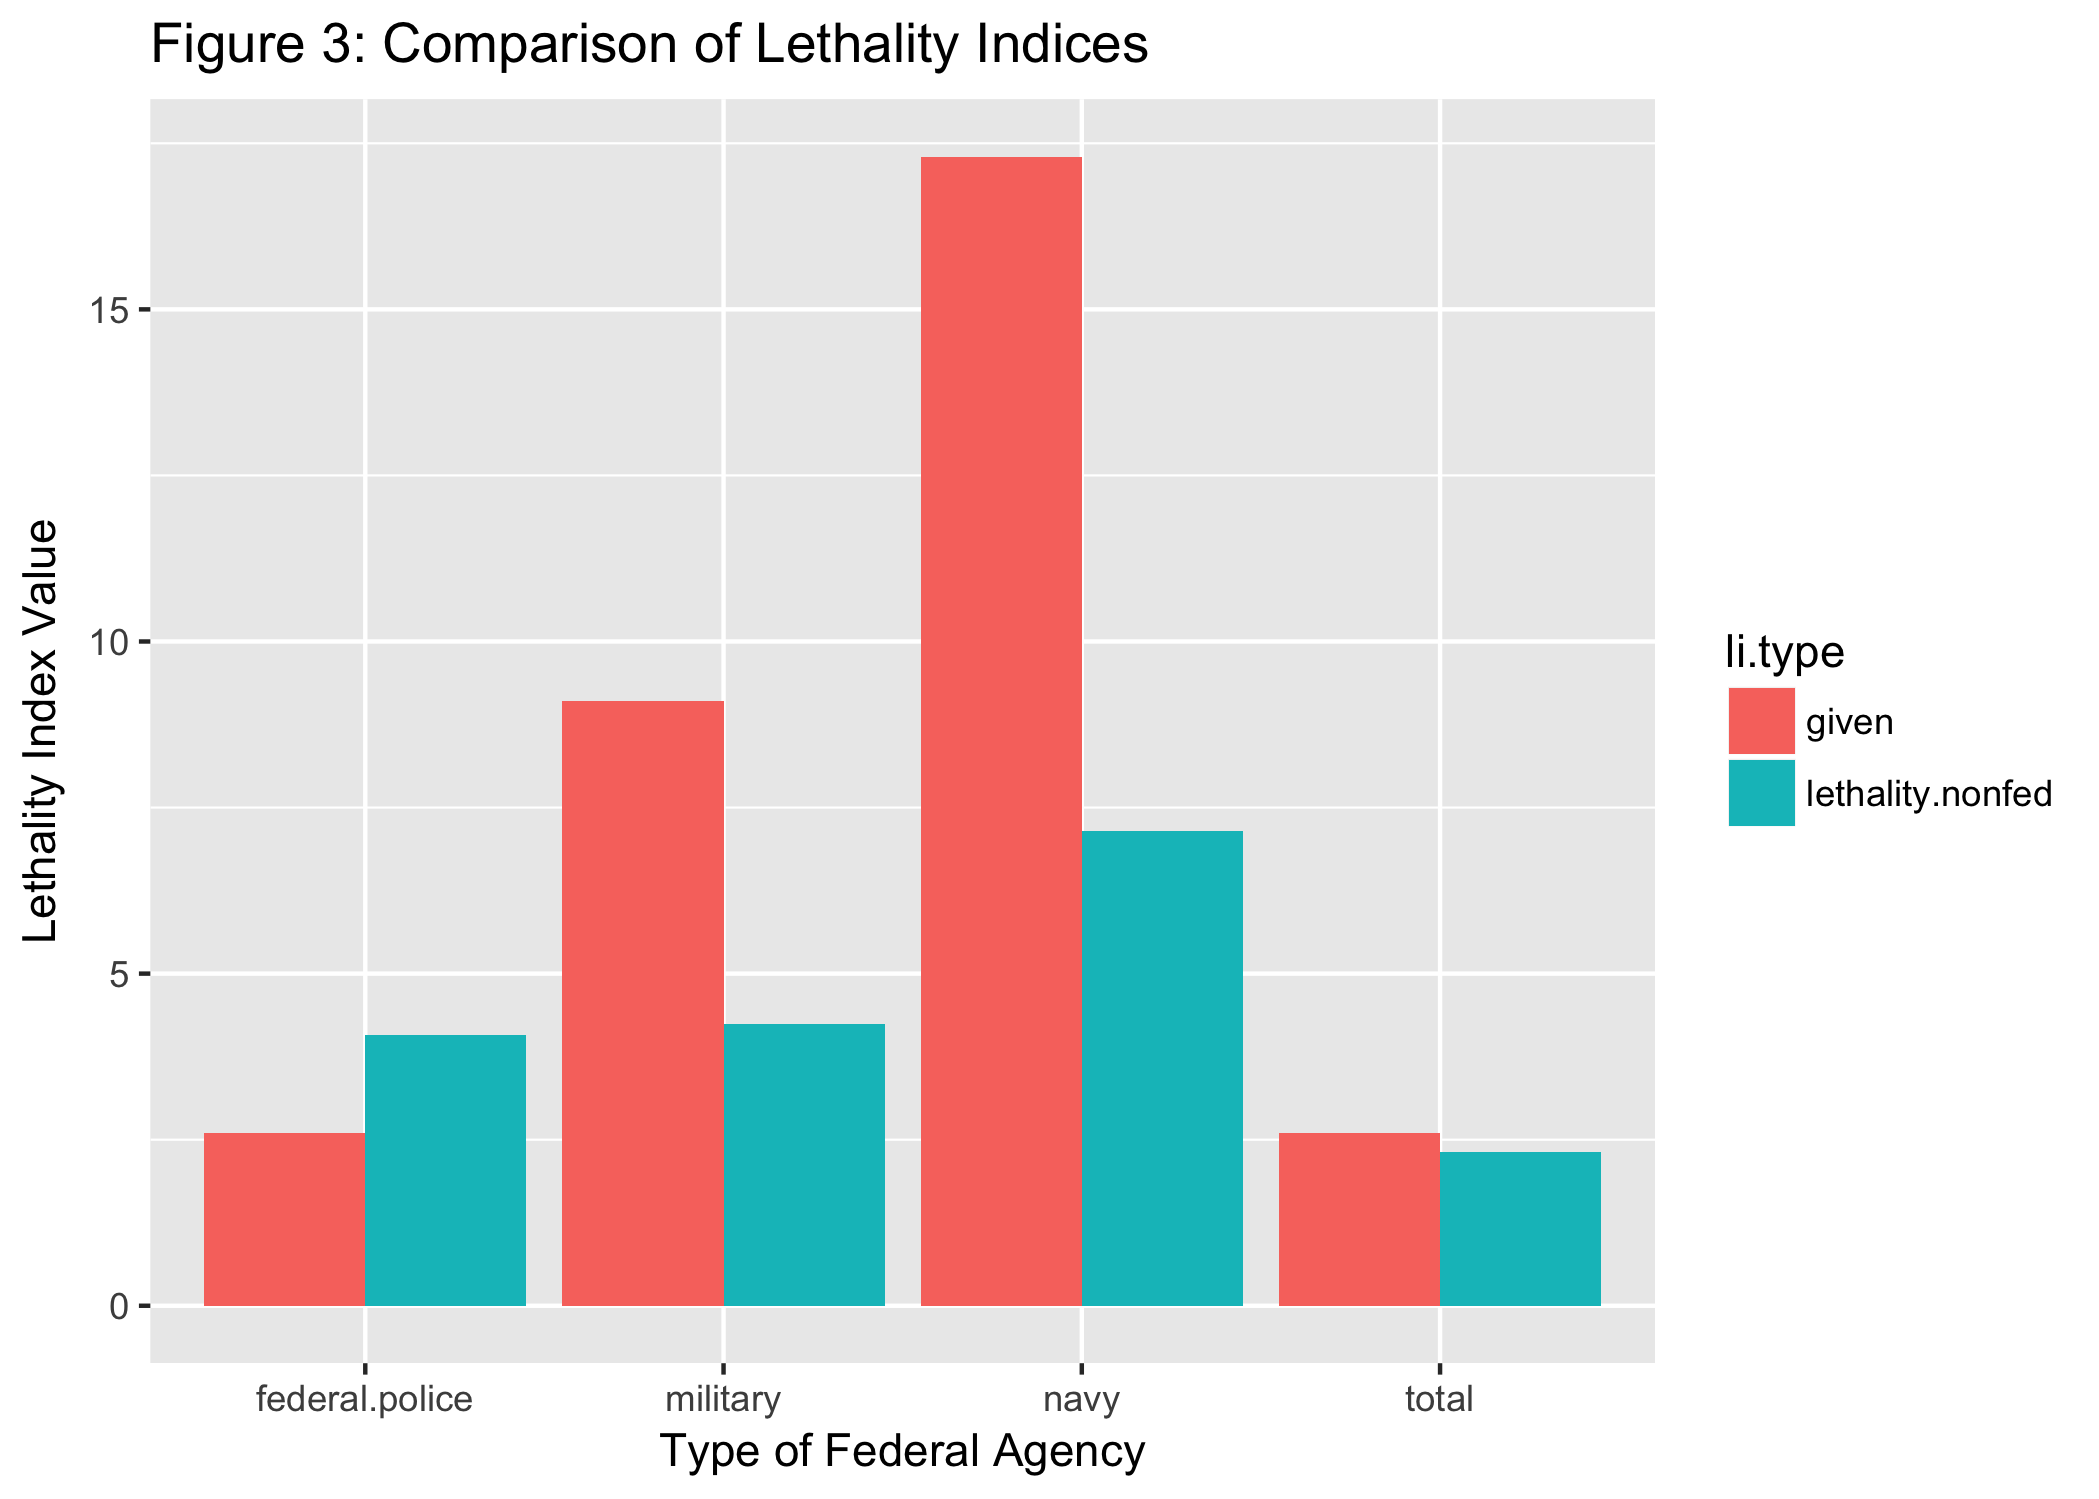 Figure 3: Comparison of Lethality Indices
Lethality Index Value
15
10
5
0
federal.police
military
navy
total
Type of Federal Agency
li.type
given
lethality.nonfed